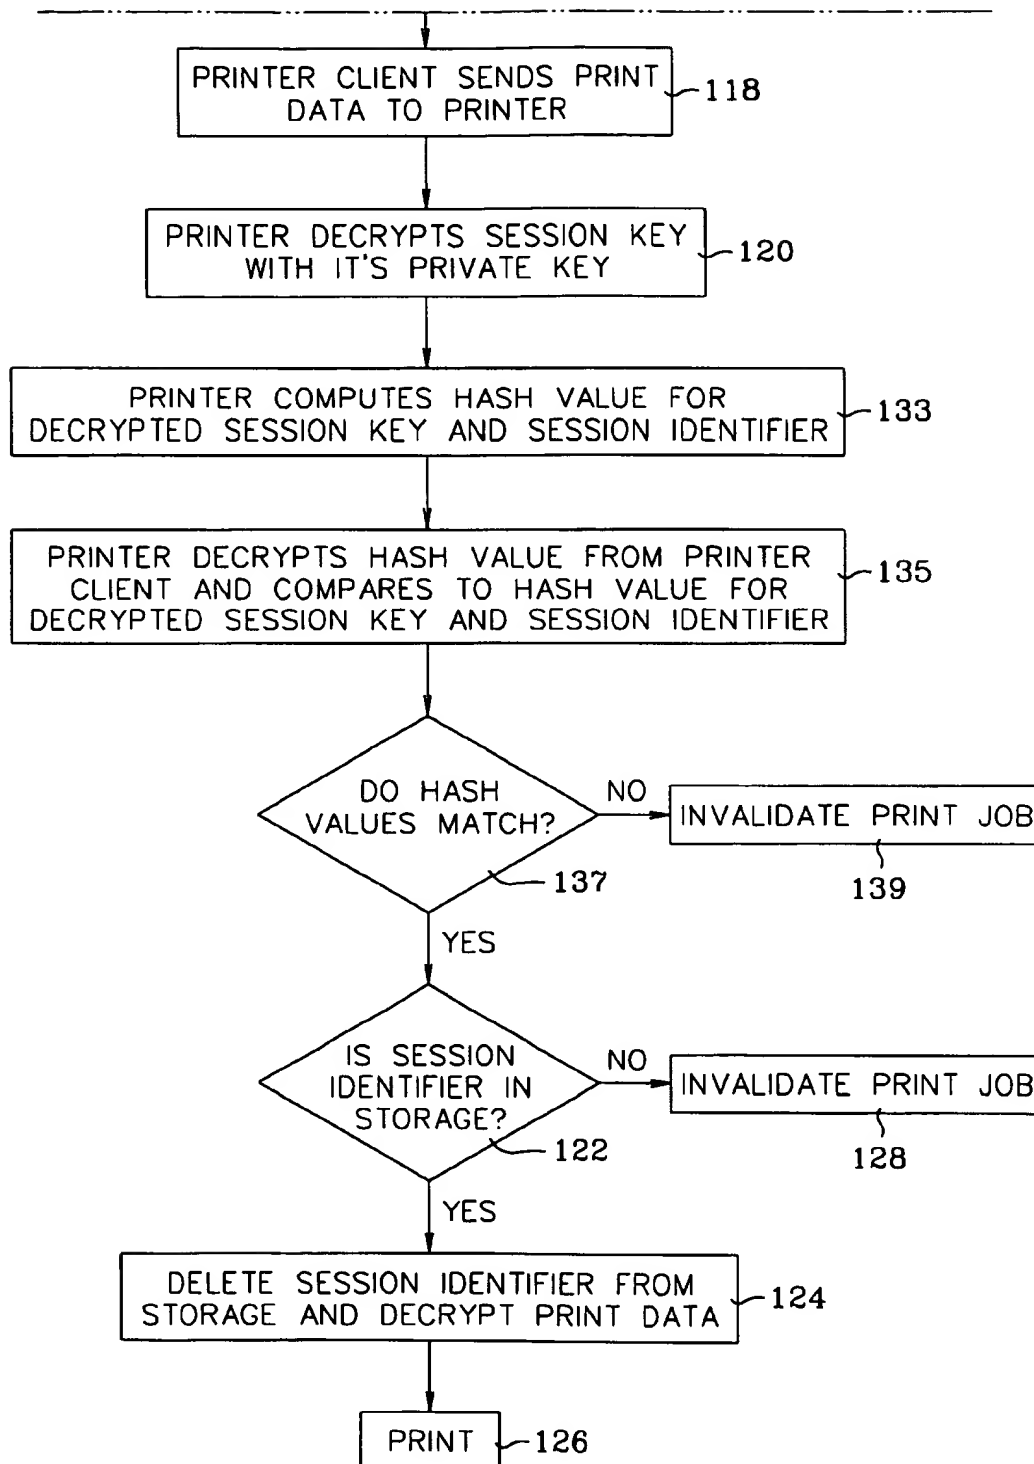 PRINTER CLIENT SENDS PRINT
DATA TO PRINTER
118
PRINTER DECRYPTS SESSION KEY
WITH IT'S PRIVATE KEY
120
PRINTER COMPUTES HASH VALUE FOR
DECRYPTED SESSION KEY AND SESSION IDENTIFIER
133
PRINTER DECRYPTS HASH VALUE FROM PRINTER
CLIENT AND COMPARES TO HASH VALUE FOR
DECRYPTED SESSION KEY AND SESSION IDENTIFIER
135
DO HASH
VALUES MATCH?
137
NO
INVALIDATE PRINT JOB
139
YES
IS SESSION
IDENTIFIER IN
STORAGE?
122
NO
INVALIDATE PRINT JOB
128
YES
DELETE SESSION IDENTIFIER FROM
STORAGE AND DECRYPT PRINT DATA
124
PRINT
126